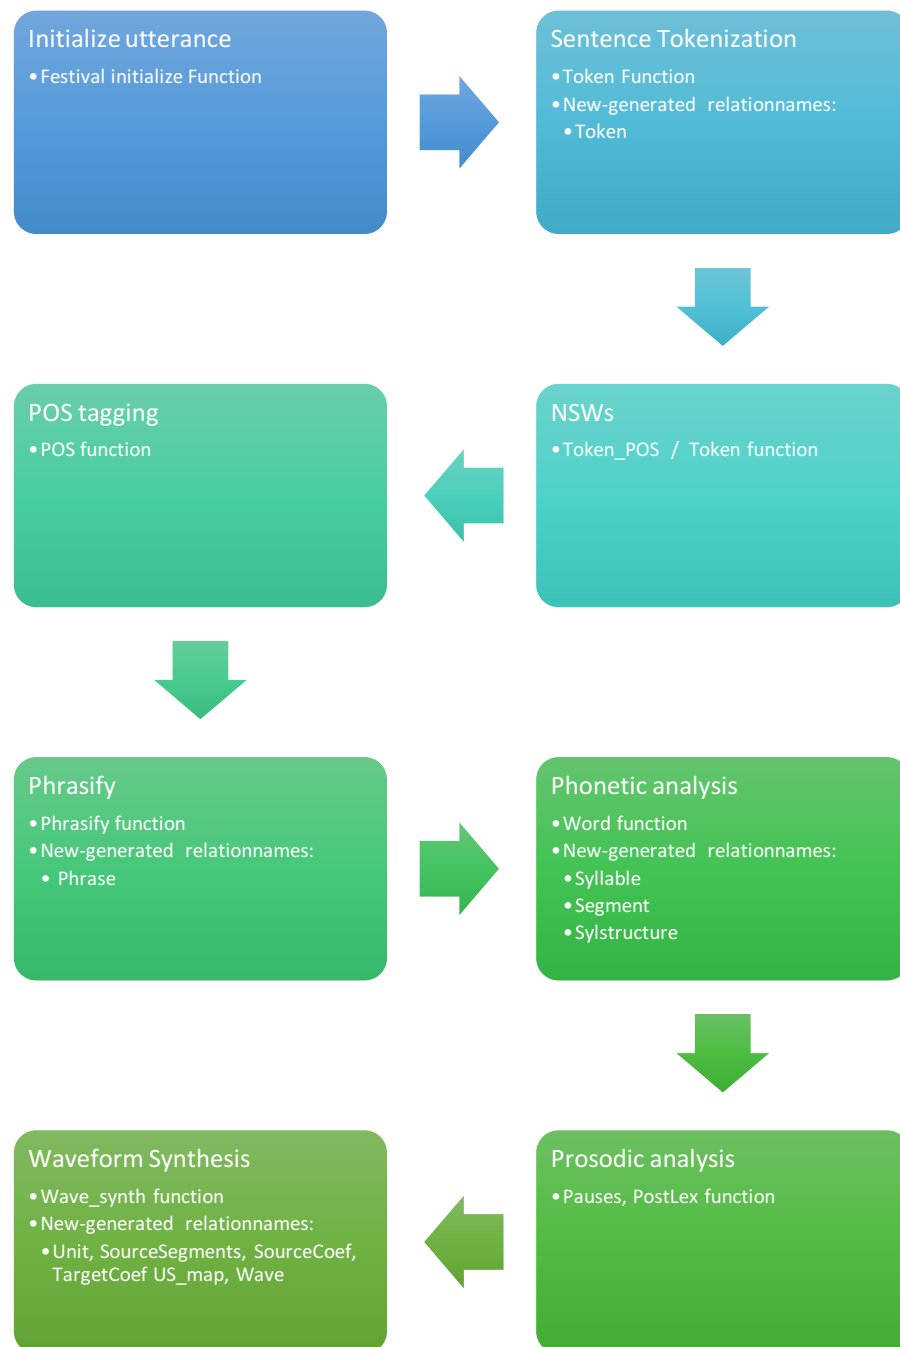 Initialize utterance
•Festival initialize Function
Sentence Tokenization
•Token Function
•New-generated relationnames:
•Token
NSWs
•Token_POS / Token function
POS tagging
•POS function
Phrasify
•Phrasify function
•New-generated relationnames:
• Phrase
Phonetic analysis
•Word function
•New-generated relationnames:
•Syllable
•Segment
•Sylstructure
Prosodic analysis
•Pauses, PostLex function
Waveform Synthesis
•Wave_synth function
•New-generated relationnames:
•Unit, SourceSegments, SourceCoef,
TargetCoef US_map, Wave